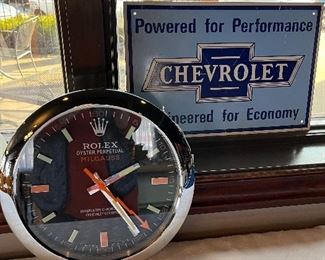 Powered for Performance
CHEVROLET
ineered for Economy
ROLEX
OYSTER PERPETUAL
MILGAUSS